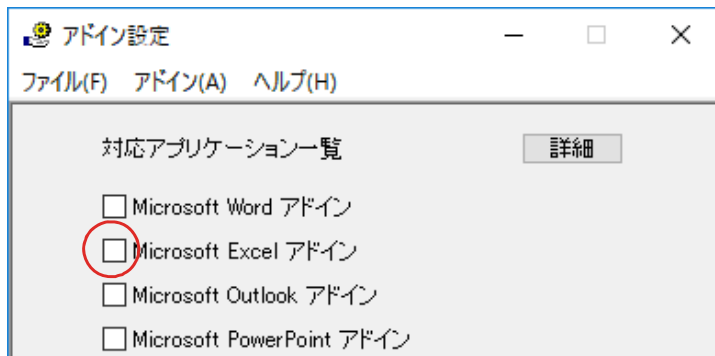 アドイン設定
ファイル(F) アドイン(A) ヘルプ(H)
対応アプリケーション一覧 詳細
Microsoft Word アドイン
Microsoft Excel アドイン
Microsoft Outlook アドイン
Microsoft PowerPoint アドイン